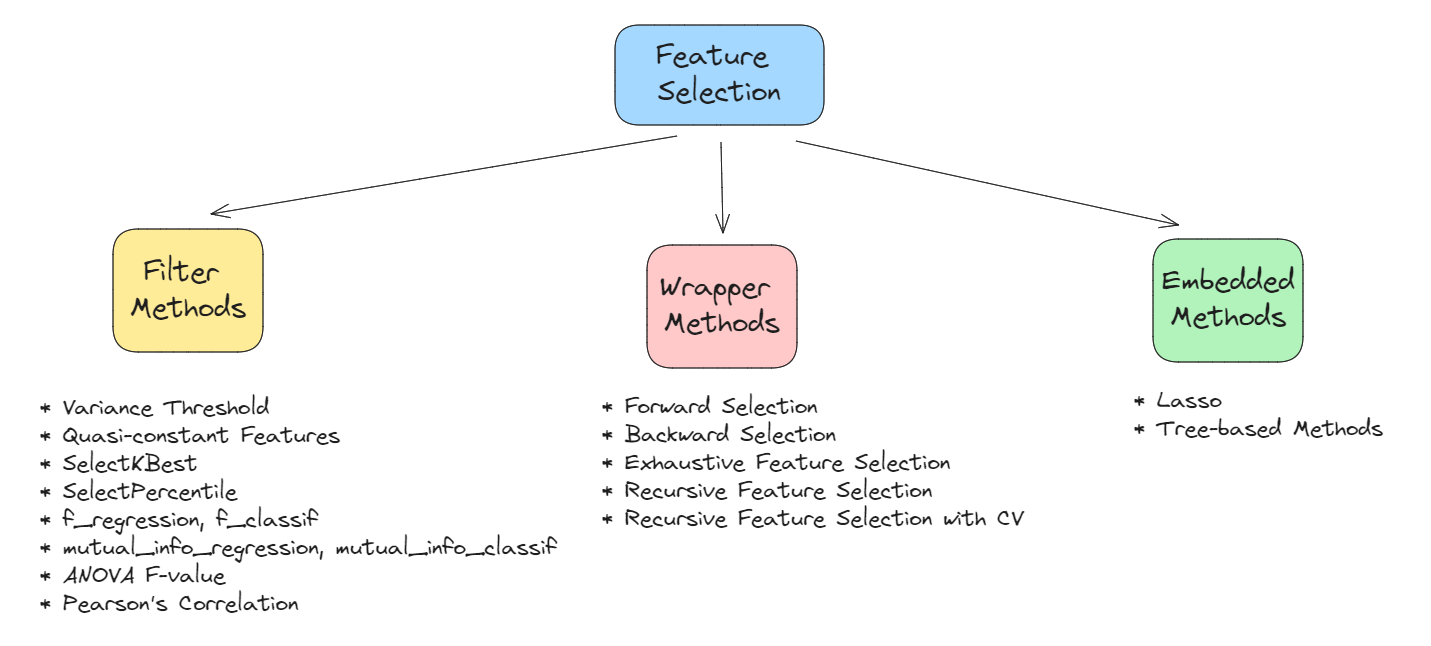 Feature
Selection
Filter
Methods
* Variance Threshold
* Quasi-constant Features
* SelectKBest
* SelectPercentile
* f_regression, f_classif
* mutual_info_regression, mutual_info_classif
* ANOVA F-value
* Pearson's Correlation
Wrapper
Methods
* Forward Selection
* Backward Selection
* Exhaustive Feature Selection
* Recursive Feature Selection
* Recursive Feature Selection with CV
Embedded
Methods
* Lasso
* Tree-based Methods